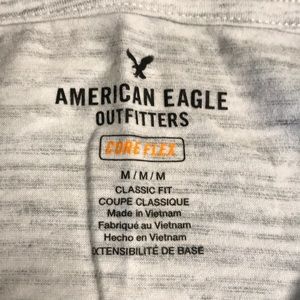 AMERICAN EAGLE
OUTFITTERS
CORE FLEX
M / M / M
CLASSIC FIT
COUPE CLASSIQUE
Made in Vietnam
Fabriqué au Vietnam
Hecho en Vietnam
EXTENSIBILITÉ DE BASE